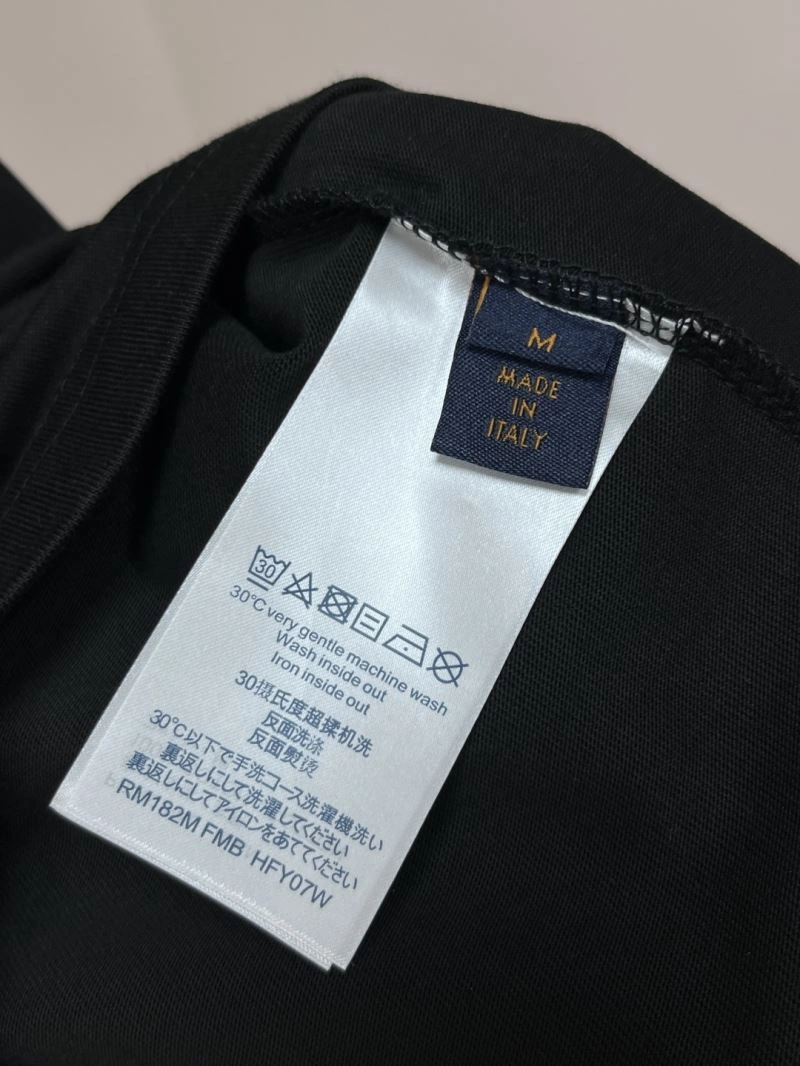 M
MADE
IN
ITALY
30
30°C very gentle machine wash
Wash inside out
Iron inside out
30摄氏度超揉机洗
反面洗涤
反面熨烫
30°C以下で手洗コース洗濯機洗い
裏返しにして洗濯してください
裏返しにしてアイロンをあててください
RM182M FMB HFY07W